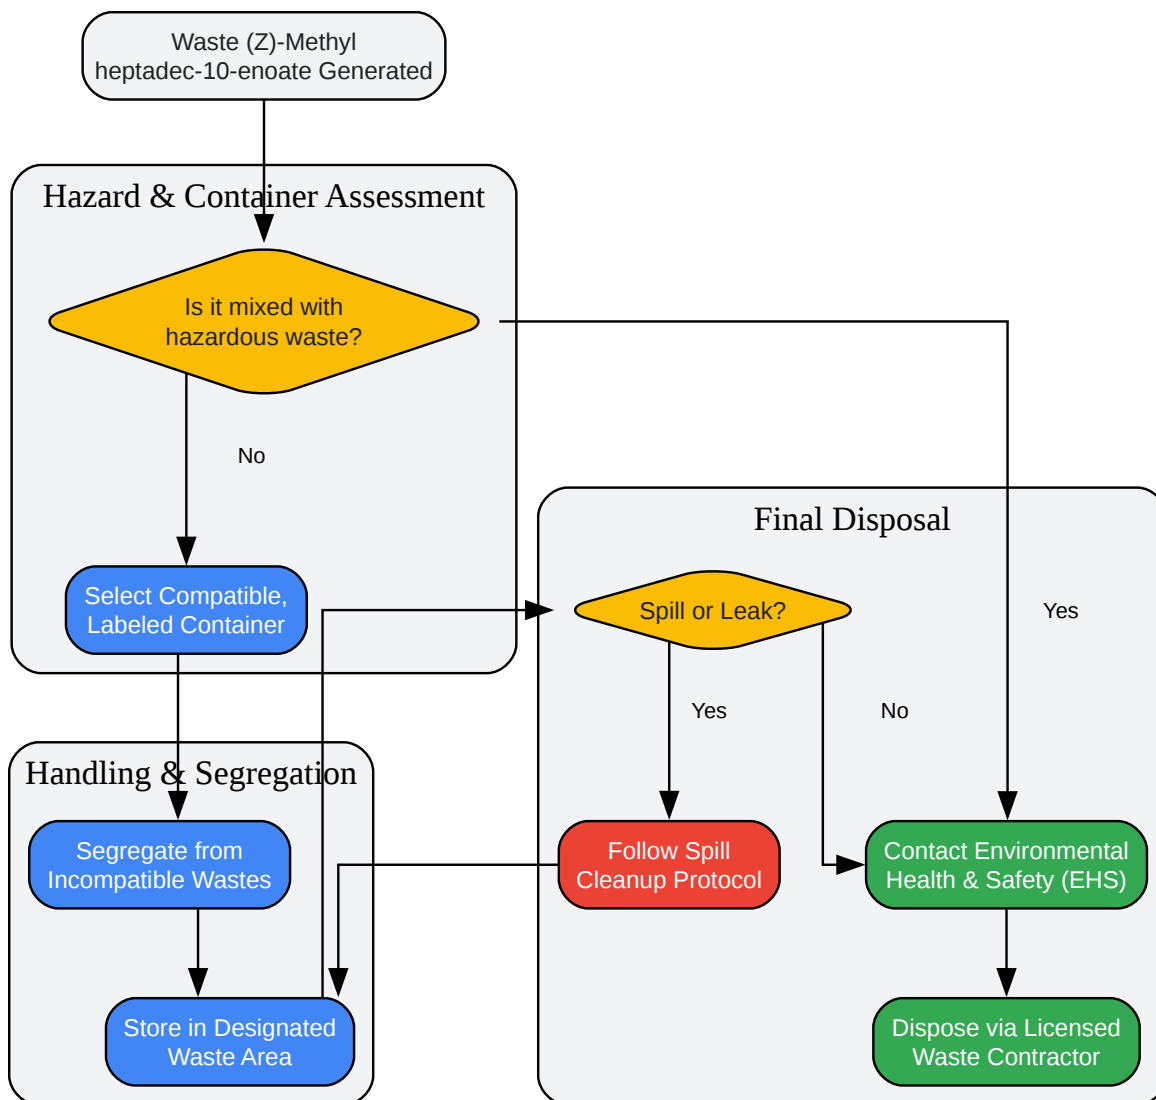 Waste (Z)-Methyl
heptadec-10-enoate Generated
Hazard & Container Assessment
Is it mixed with
hazardous waste?
No
Select Compatible,
Labeled Container
Final Disposal
Spill or Leak?
Yes
Yes
No
Handling & Segregation
Segregate from
Incompatible Wastes
Follow Spill
Cleanup Protocol
Contact Environmental
Health & Safety (EHS)
Store in Designated
Waste Area
Dispose via Licensed
Waste Contractor